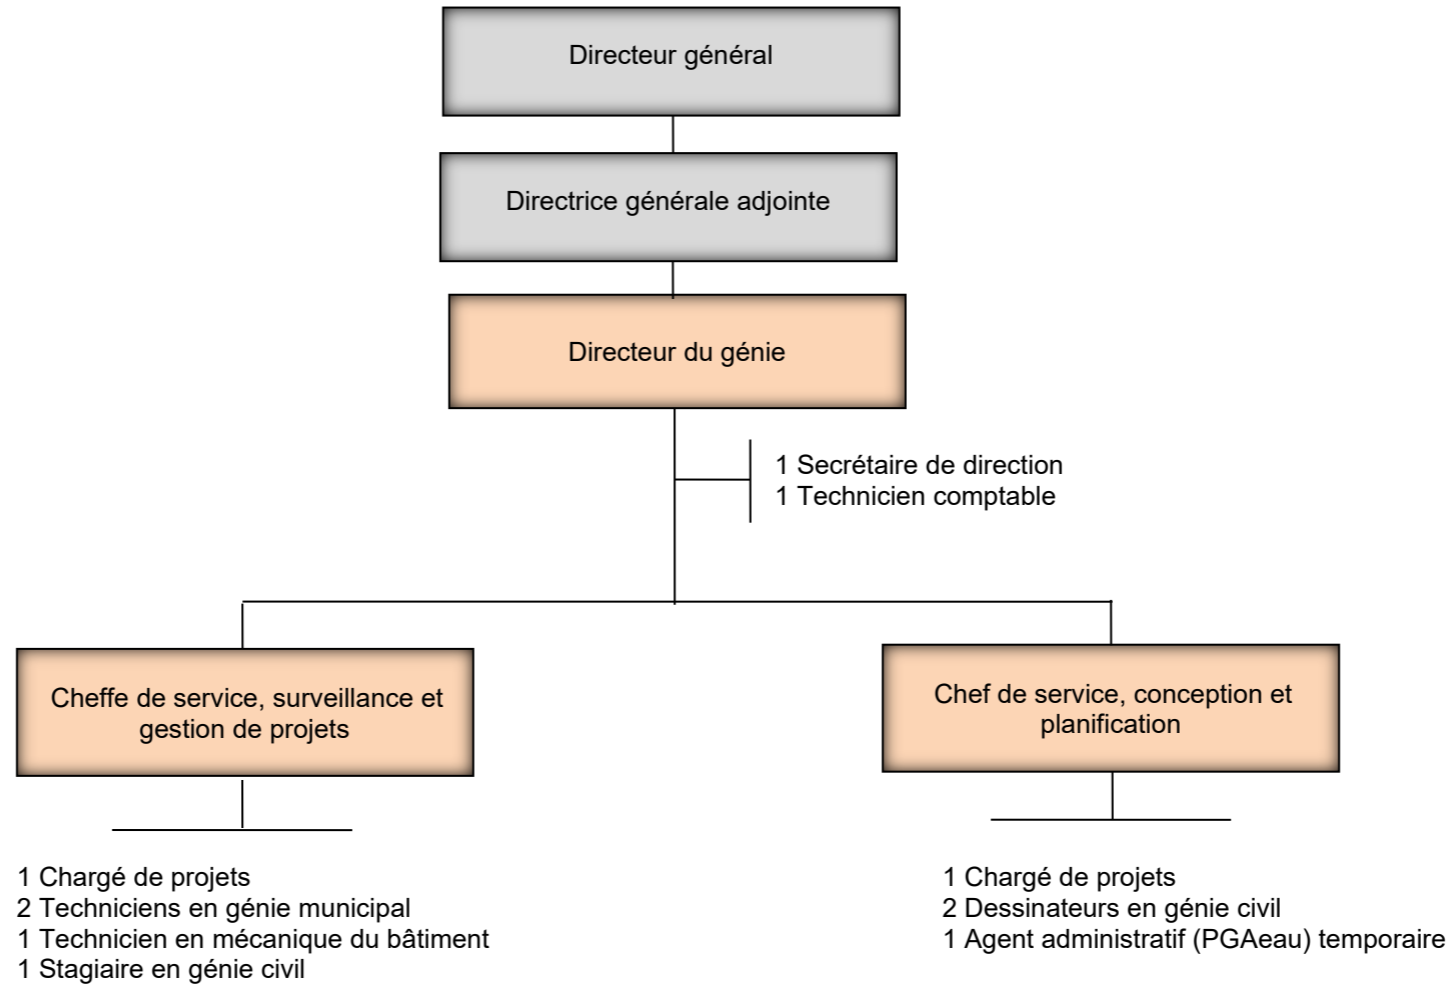 Directeur général
Directrice générale adjointe
Directeur du génie
1 Secrétaire de direction
1 Technicien comptable
Cheffe de service, surveillance et
gestion de projets
Chef de service, conception et
planification
1 Chargé de projets
2 Techniciens en génie municipal
1 Technicien en mécanique du bâtiment
1 Stagiaire en génie civil
1 Chargé de projets
2 Dessinateurs en génie civil
1 Agent administratif (PGAeau) temporaire